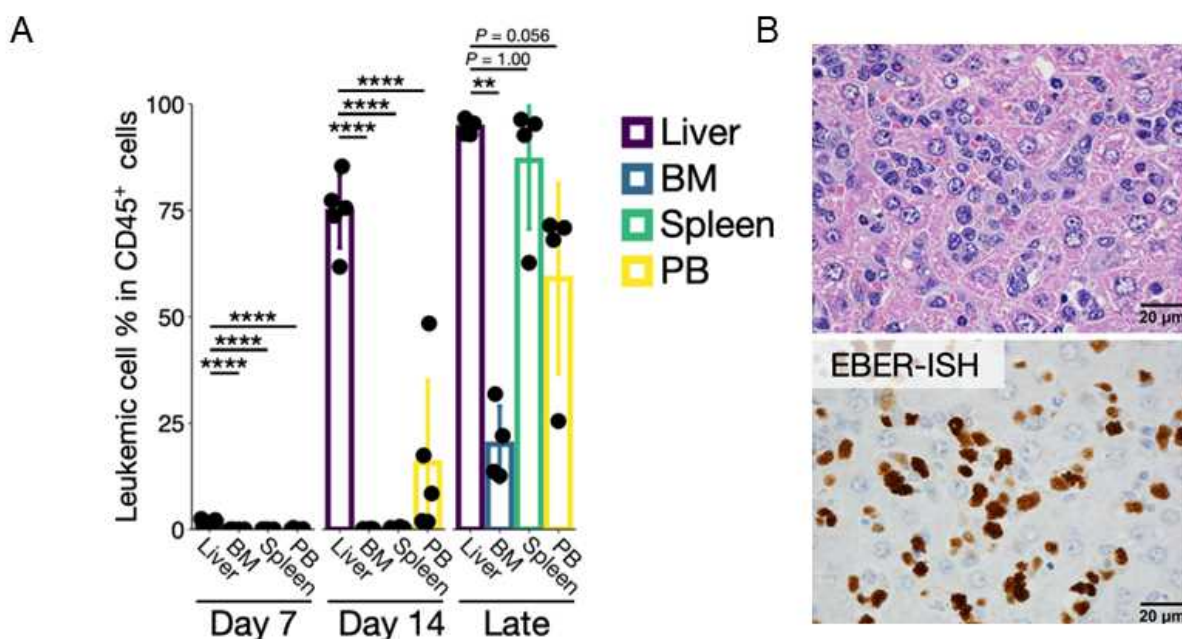 A
B
P = 0.056
P = 1.00
**
****
****
****
****
****
****
Leukemic cell % in CD45+ cells
100
75
50
25
0
Liver
BM
Spleen
PB
Liver
BM
Spleen
PB
Liver
BM
Spleen
PB
Liver
BM
Spleen
PB
Day 7
Day 14
Late
20 µm
EBER-ISH
20 µm